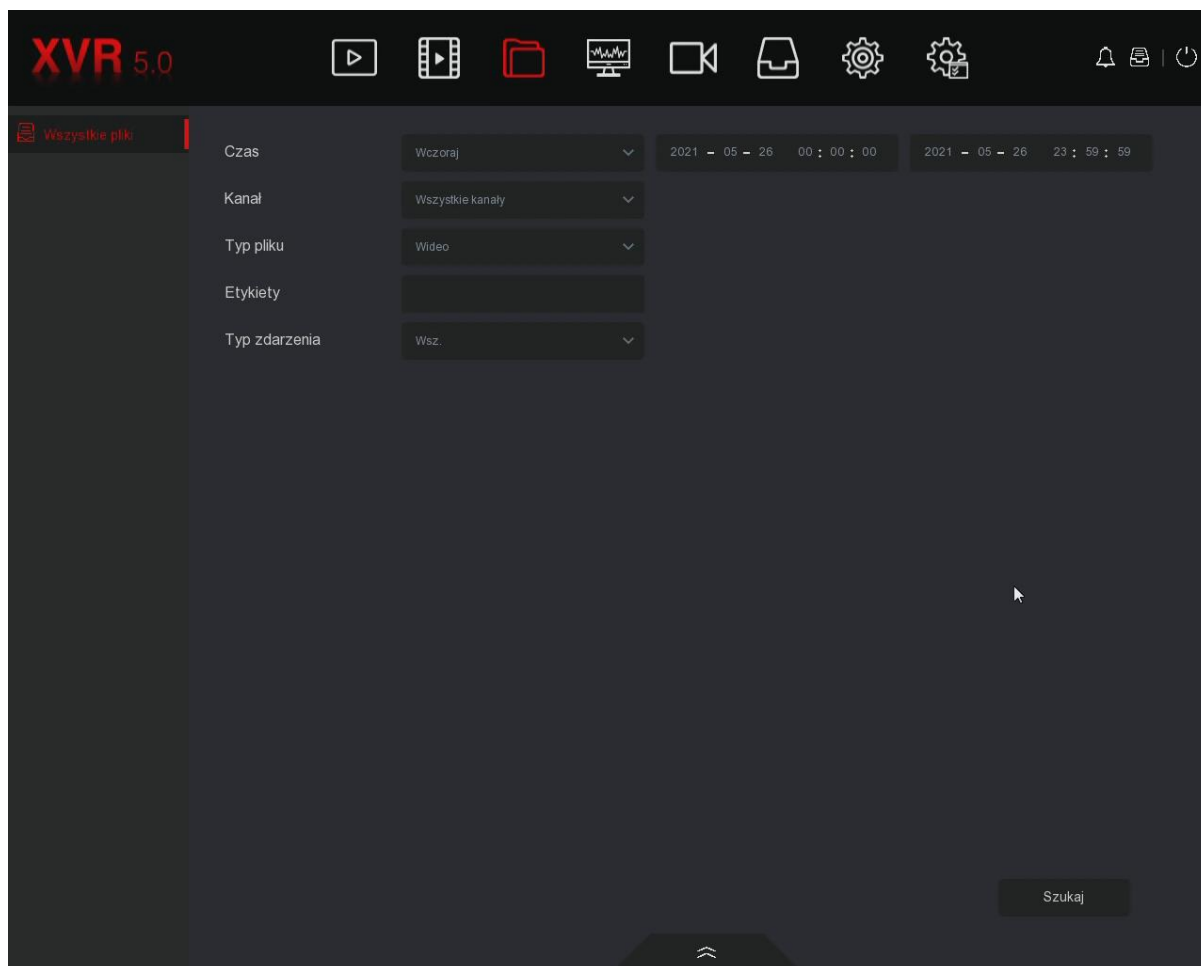 XVR 5.0
Wszystkie pliki
Czas
Wczoraj
2021 – 05 – 26 00 : 00 : 00
2021 – 05 – 26 23 : 59 : 59
Kanał
Wszystkie kanały
Typ pliku
Wideo
Etykiety
Typ zdarzenia
Wsz.
Szukaj